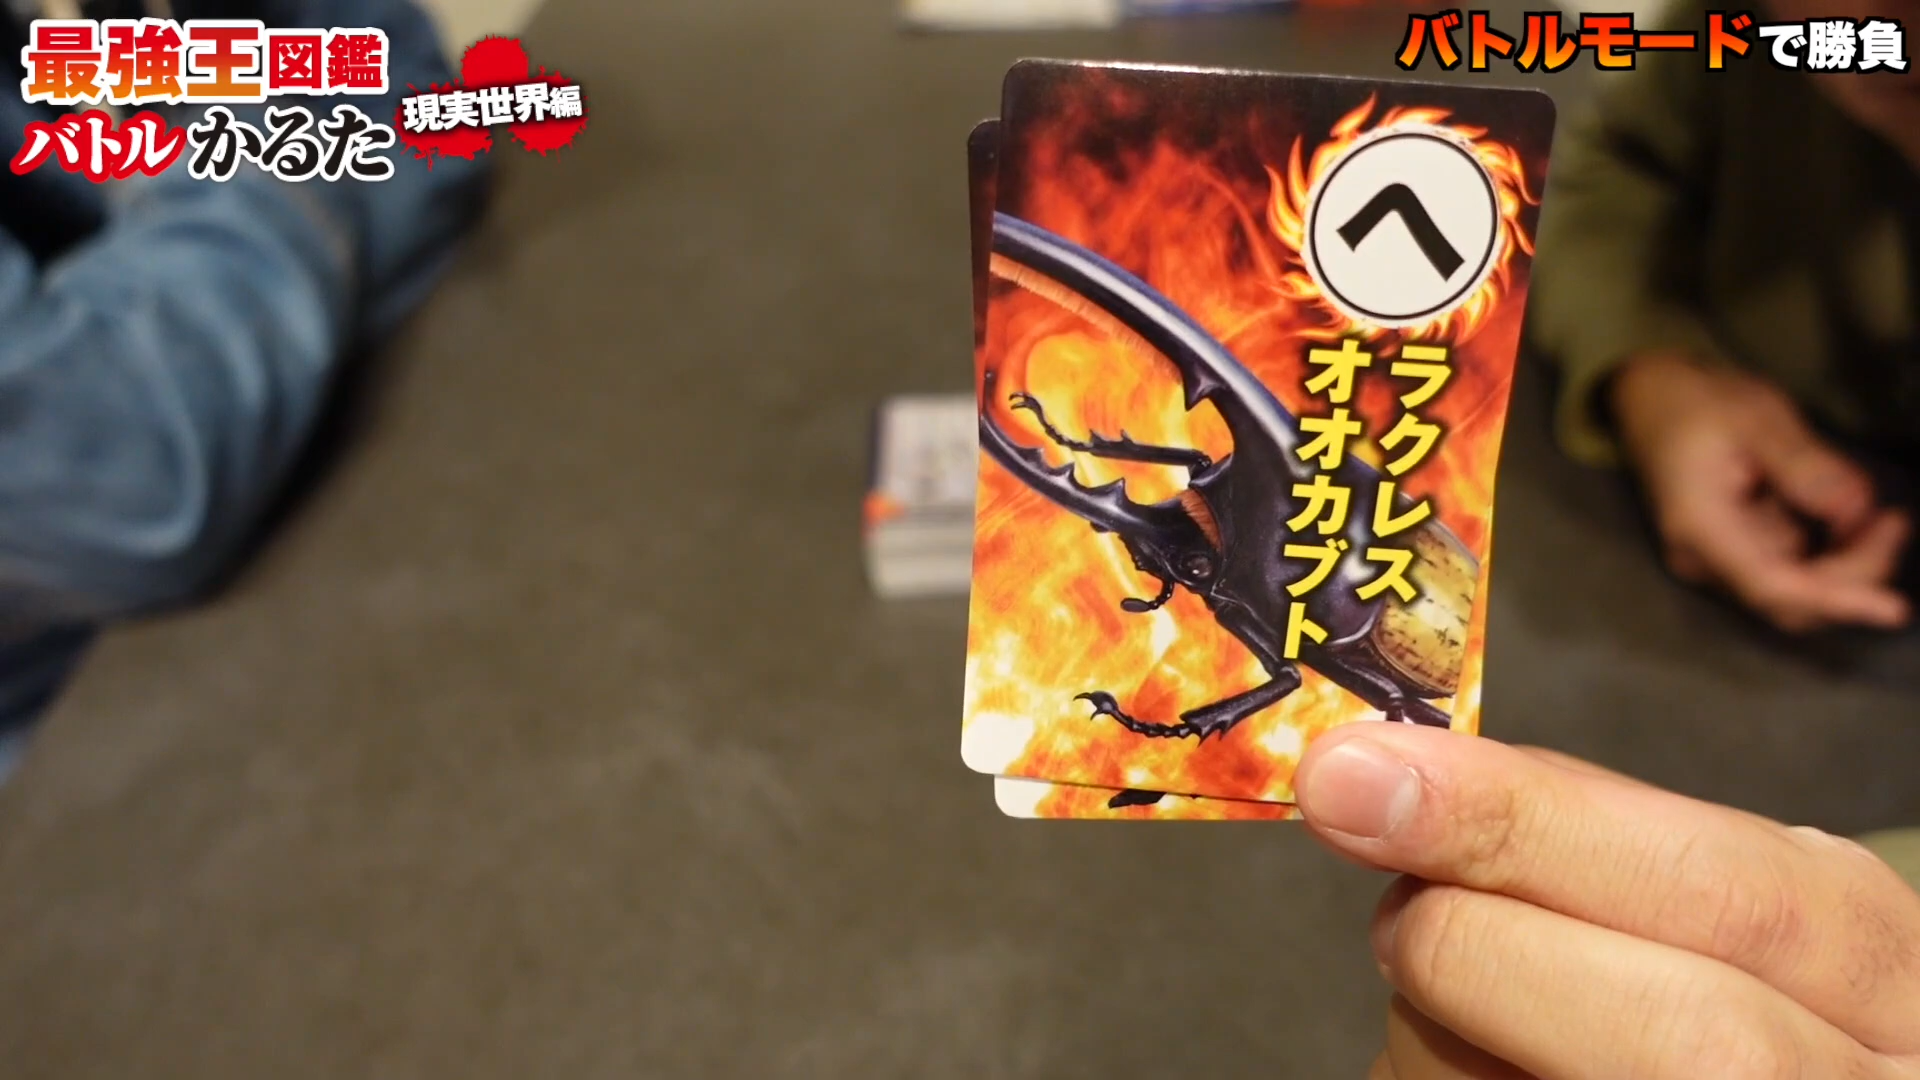 最強王図鑑
バトルかるた
現実世界編
バトルモードで勝負
ヘ
ラクレス
オオカブト